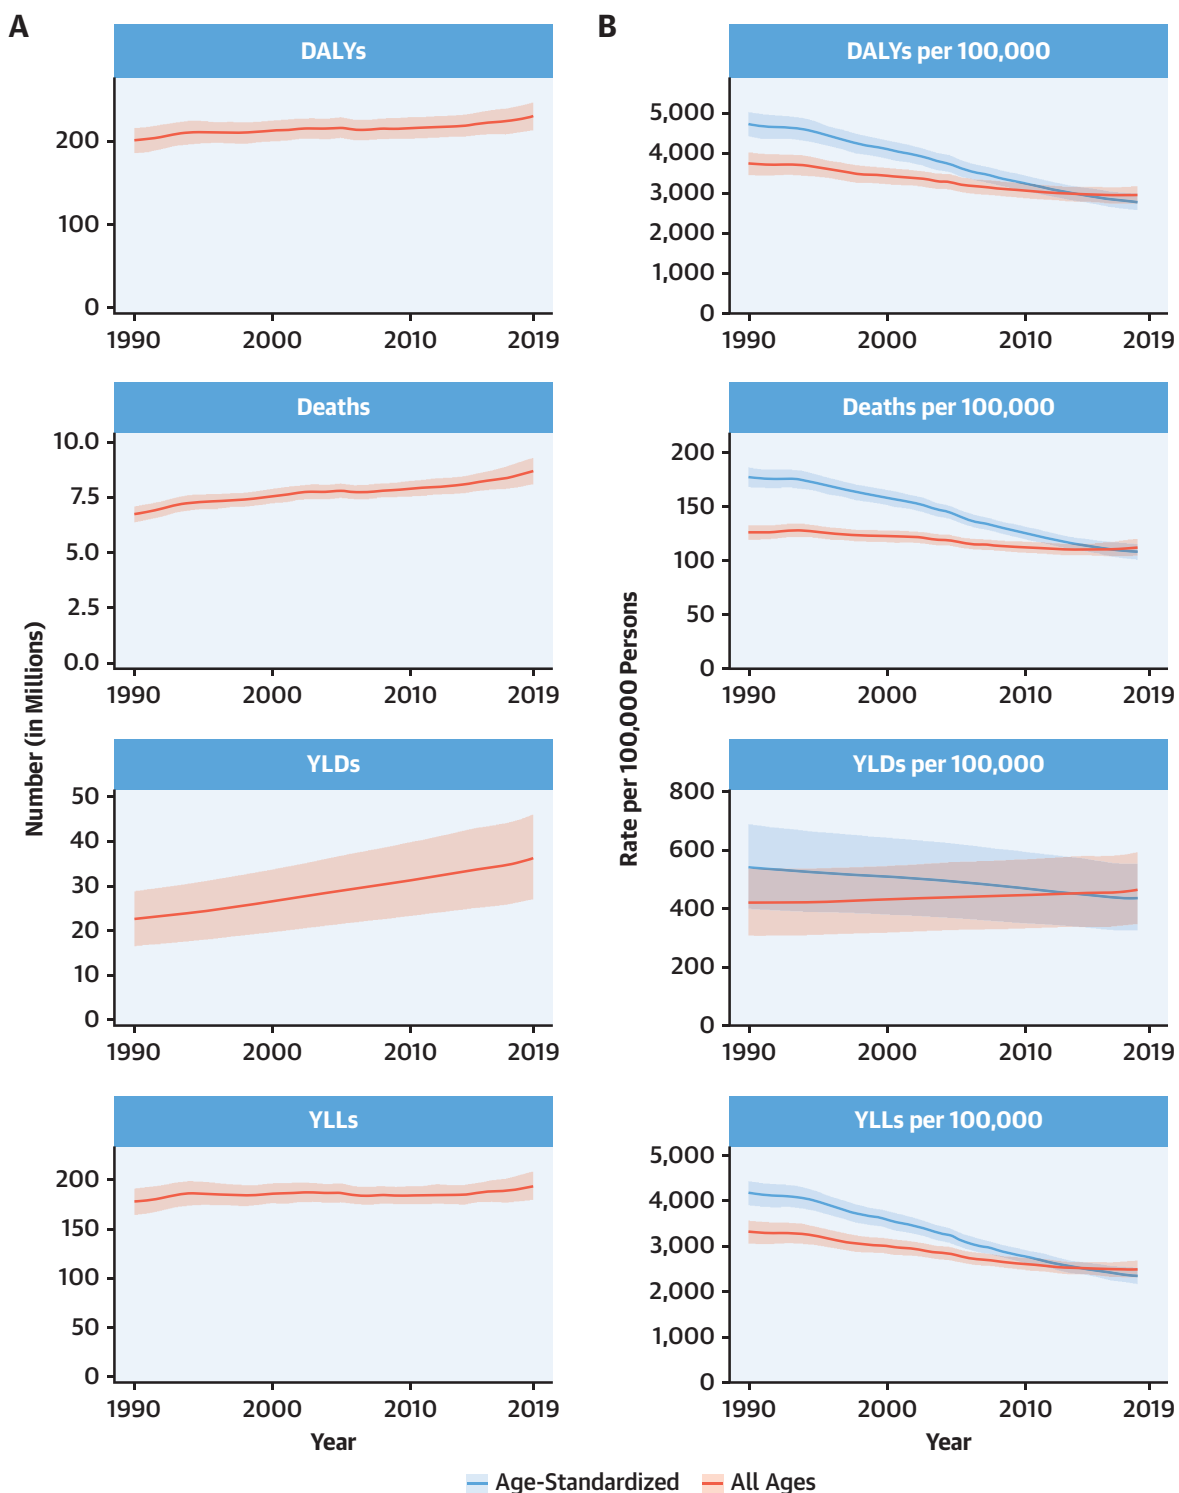 A
DALYs
200
100
0
1990 2000 2010 2019
Deaths
10.0
7.5
5.0
2.5
0.0
1990 2000 2010 2019
YLDs
50
40
30
20
10
0
1990 2000 2010 2019
YLLs
200
150
100
50
0
1990 2000 2010 2019
Year
Number (in Millions)
B
DALYs per 100,000
5,000
4,000
3,000
2,000
1,000
0
1990 2000 2010 2019
Deaths per 100,000
200
150
100
50
0
1990 2000 2010 2019
YLDs per 100,000
800
600
400
200
0
1990 2000 2010 2019
YLLs per 100,000
5,000
4,000
3,000
2,000
1,000
0
1990 2000 2010 2019
Year
Rate per 100,000 Persons
Age-Standardized All Ages